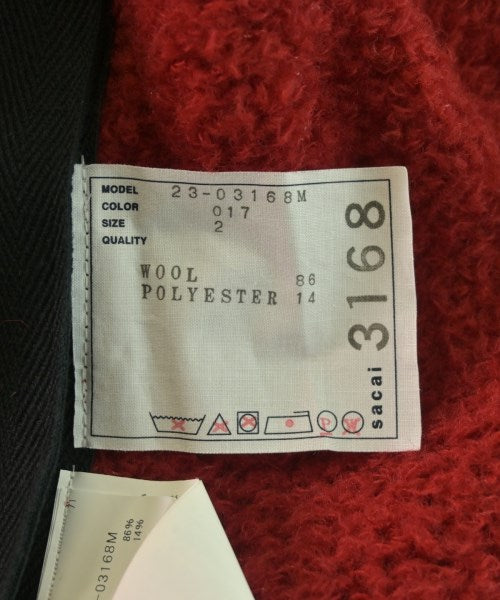 MODEL 23-03168M
COLOR 017
SIZE 2
QUALITY
WOOL 86
POLYESTER 14
3168
sacai
P
W
-03168M
86%
14%